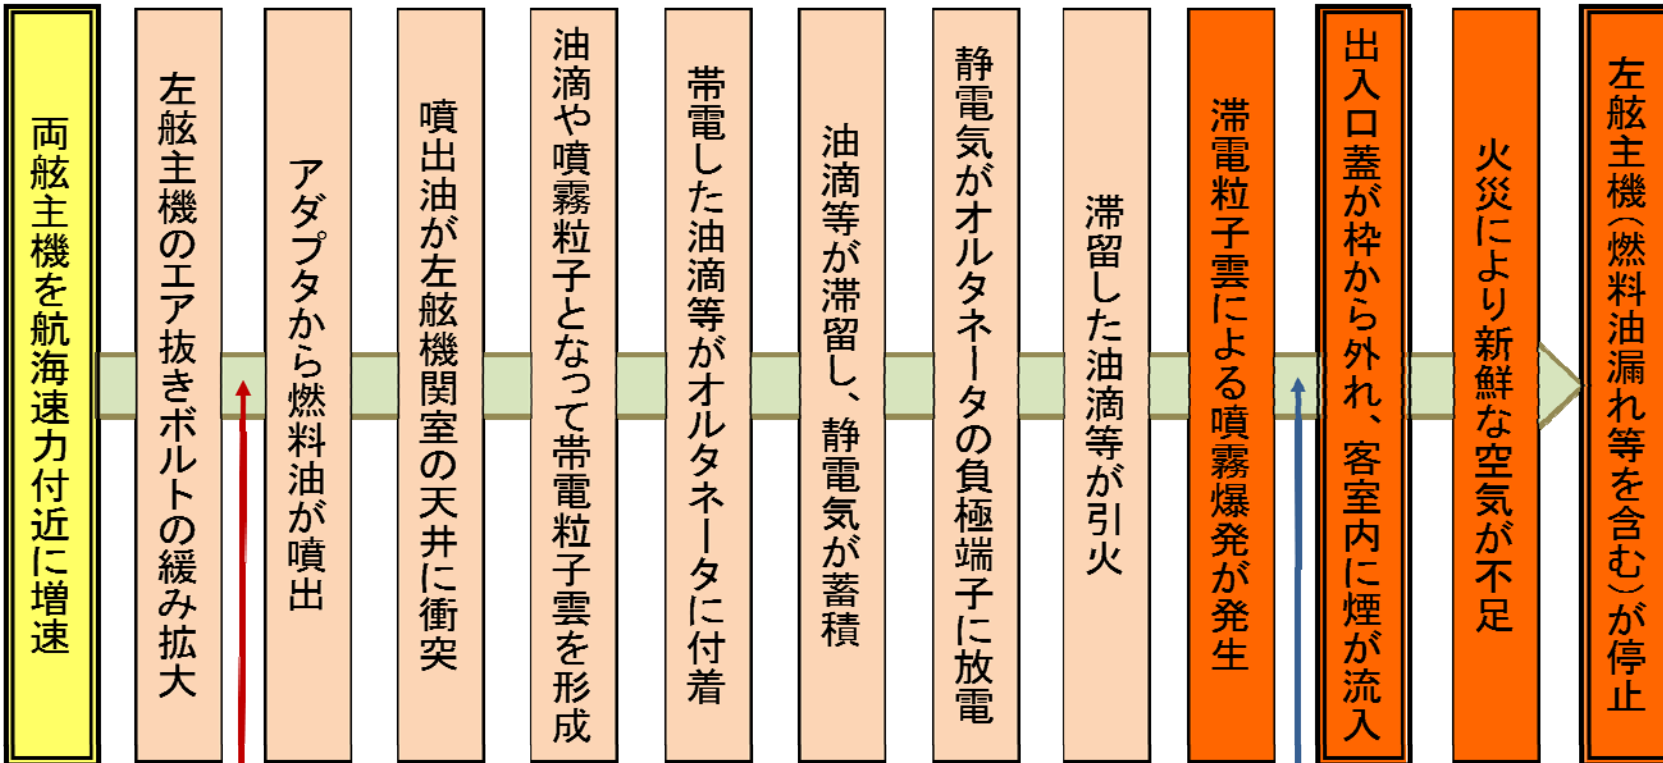 両舷主機を航海速力付近に増速
左舷主機のエア抜きボルトの緩み拡大
アダプタから燃料油が噴出
噴出油が左舷機関室の天井に衝突
油滴や噴霧粒子となって帯電粒子雲を形成
帯電した油滴等がオルタネータに付着
油滴等が滞留し、静電気が蓄積
静電気がオルタネータの負極端子に放電
滞留した油滴等が引火
滞電粒子雲による噴霧爆発が発生
出入口蓋が枠から外れ、客室内に煙が流入
火災により新鮮な空気が不足
左舷主機(燃料油漏れ等を含む)が停止